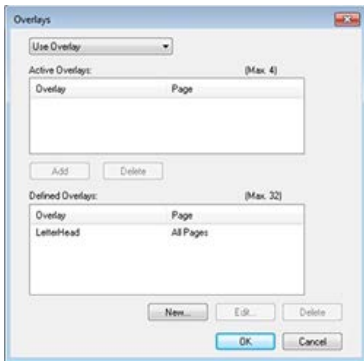 Overlays
Use Overlay
Active Overlays: (Max. 4)
Overlay Page
Add Delete
Defined Overlays: (Max. 32)
Overlay Page
LetterHead All Pages
New... Edit... Delete
OK Cancel